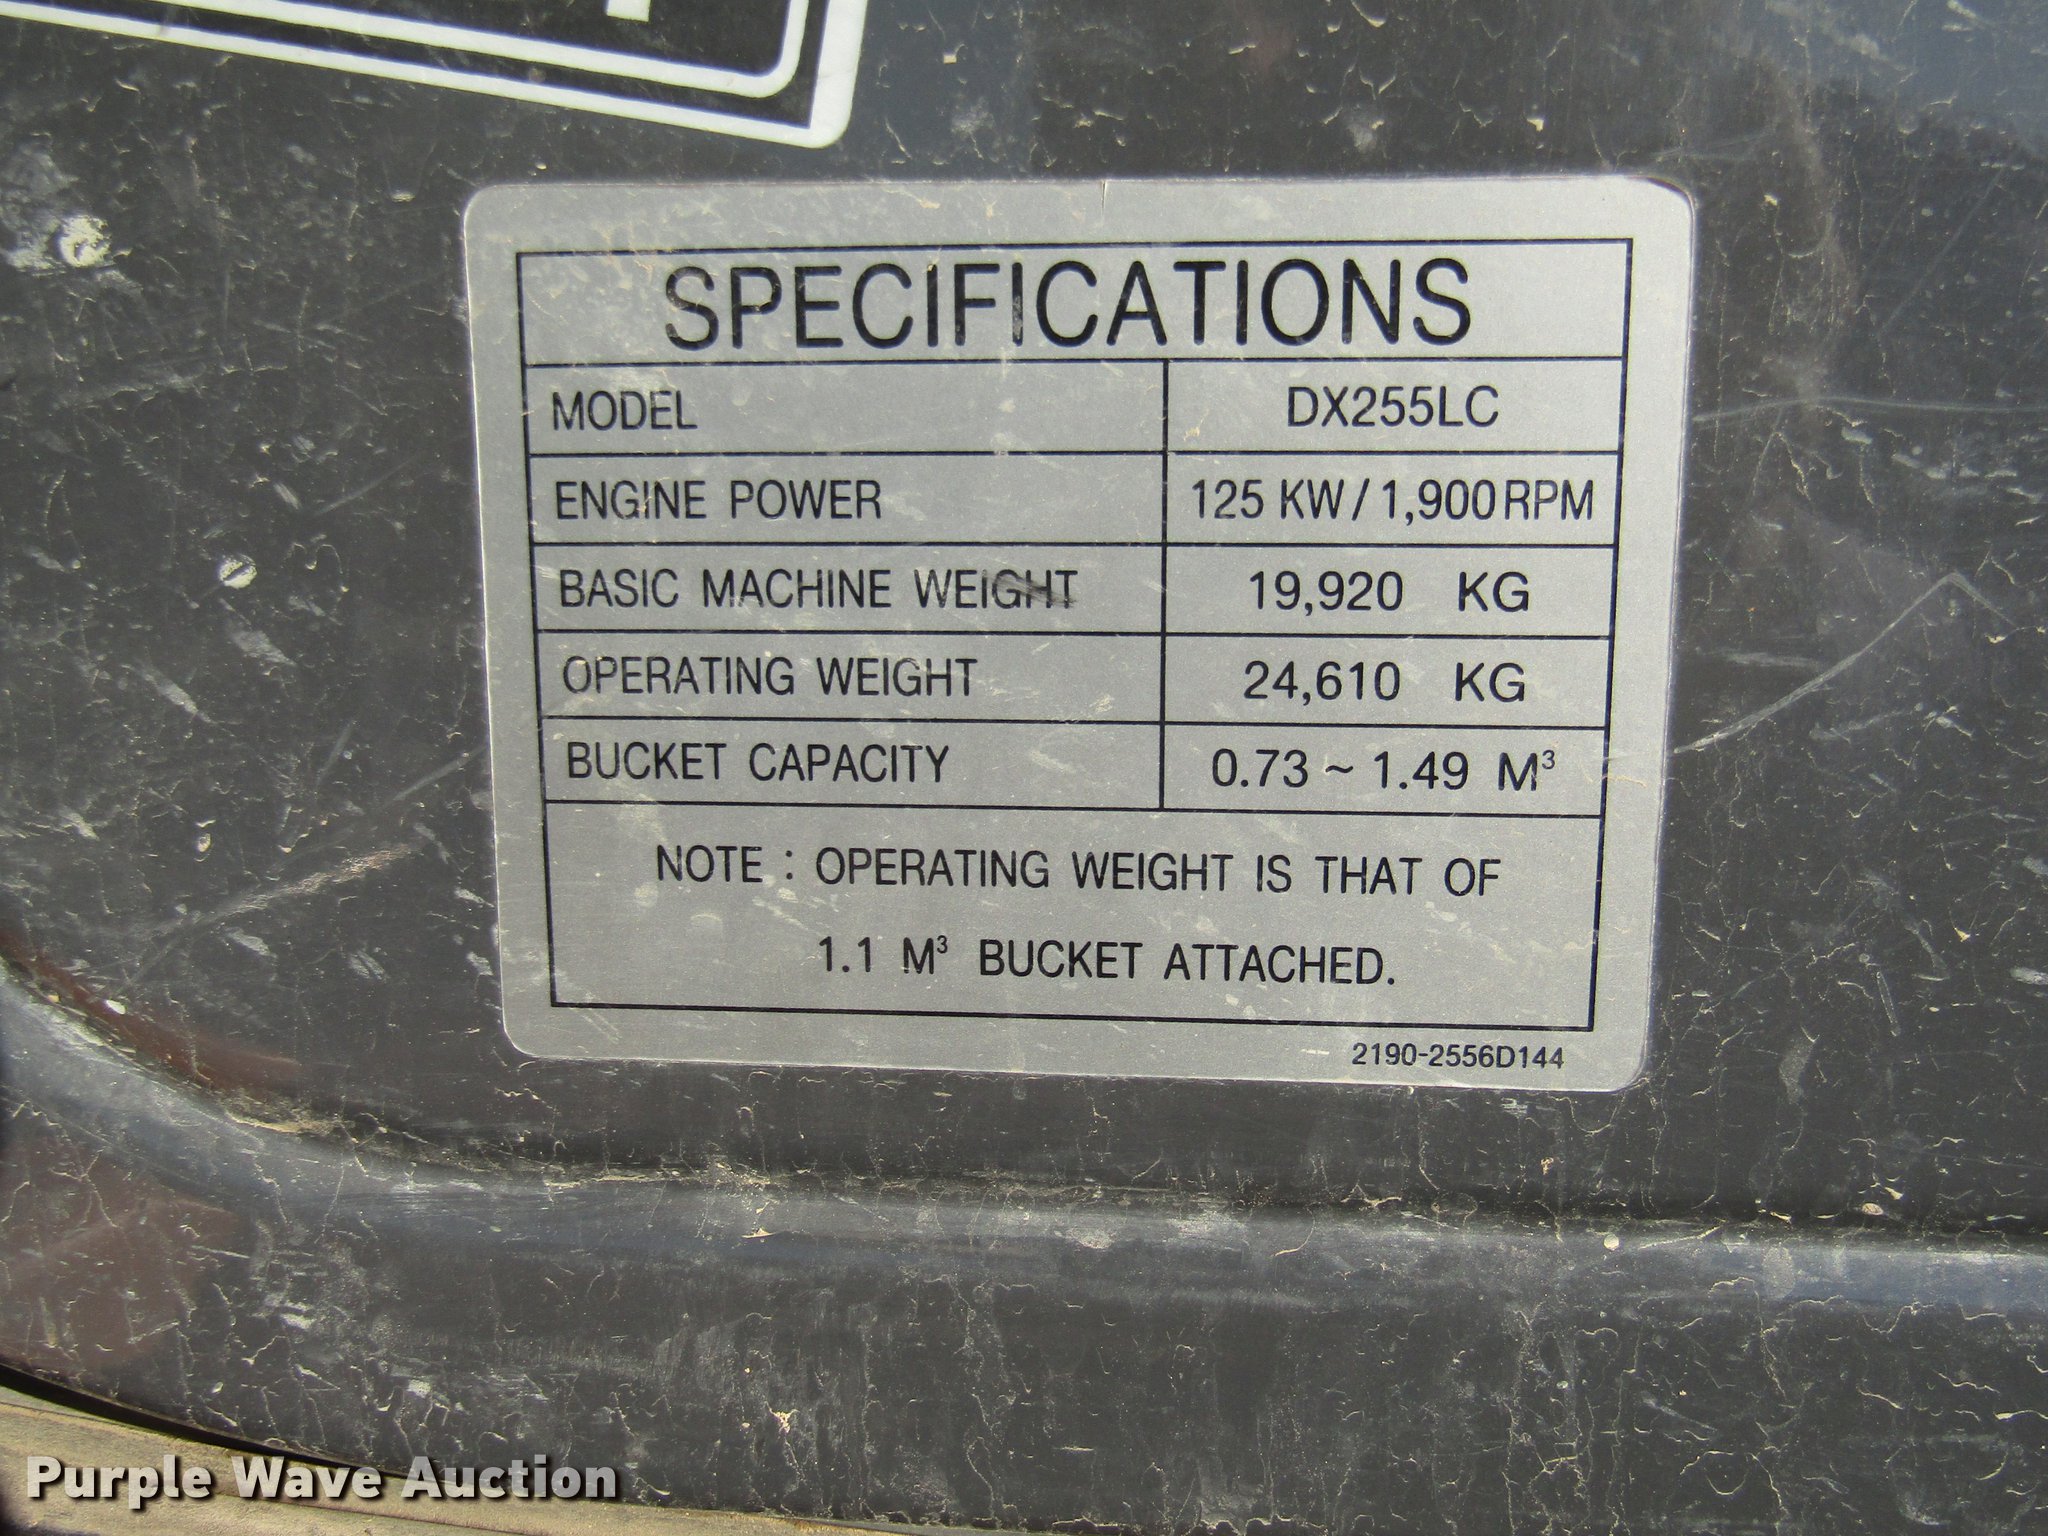 SPECIFICATIONS
MODEL DX255LC
ENGINE POWER 125 KW / 1,900RPM
BASIC MACHINE WEIGHT 19,920 KG
OPERATING WEIGHT 24,610 KG
BUCKET CAPACITY 0.73 ~ 1.49 M³
NOTE : OPERATING WEIGHT IS THAT OF
1.1 M³ BUCKET ATTACHED.
2190-2556D144
Purple Wave Auction